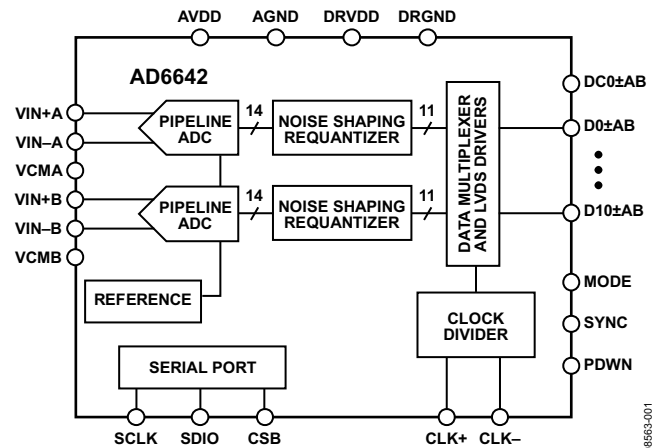 AVDD AGND DRVDD DRGND
AD6642
VIN+A
VIN–A
VCMA
VIN+B
VIN–B
VCMB
PIPELINE
ADC
14
NOISE SHAPING
REQUANTIZER
11
PIPELINE
ADC
14
NOISE SHAPING
REQUANTIZER
11
DATA MULTIPLEXER
AND LVDS DRIVERS
REFERENCE
SERIAL PORT
CLOCK
DIVIDER
DC0±AB
D0±AB
D10±AB
MODE
SYNC
PDWN
SCLK SDIO CSB CLK+ CLK–
08563-001